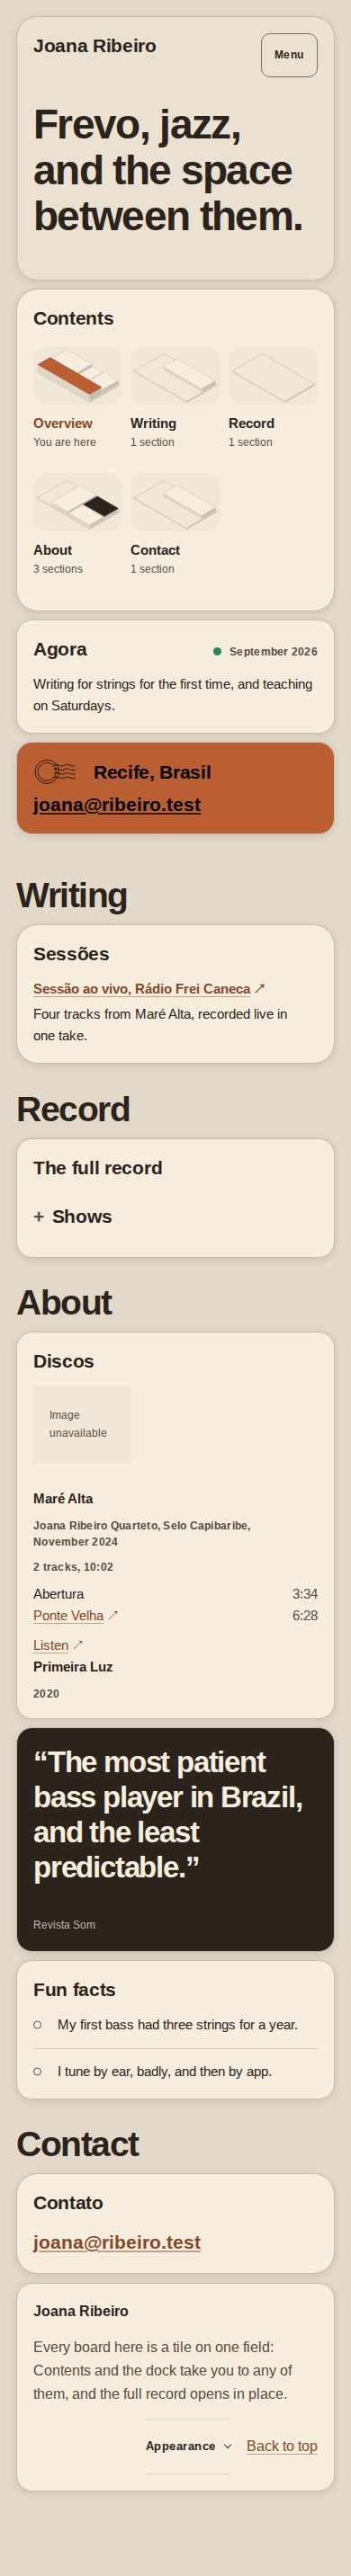 Joana Ribeiro
Menu
Frevo, jazz,
and the space
between them.
Contents
Overview
You are here
Writing
1 section
Record
1 section
About
3 sections
Contact
1 section
Agora
September 2026
Writing for strings for the first time, and teaching
on Saturdays.
Recife, Brasil
joana@ribeiro.test
Writing
Sessões
Sessão ao vivo, Rádio Frei Caneca ↗
Four tracks from Maré Alta, recorded live in
one take.
Record
The full record
+ Shows
About
Discos
Image
unavailable
Maré Alta
Joana Ribeiro Quarteto, Selo Capibaribe,
November 2024
2 tracks, 10:02
Abertura 3:34
Ponte Velha ↗ 6:28
Listen ↗
Primeira Luz
2020
“The most patient
bass player in Brazil,
and the least
predictable.”
Revista Som
Fun facts
My first bass had three strings for a year.
I tune by ear, badly, and then by app.
Contact
Contato
joana@ribeiro.test
Joana Ribeiro
Every board here is a tile on one field:
Contents and the dock take you to any of
them, and the full record opens in place.
Appearance
Back to top